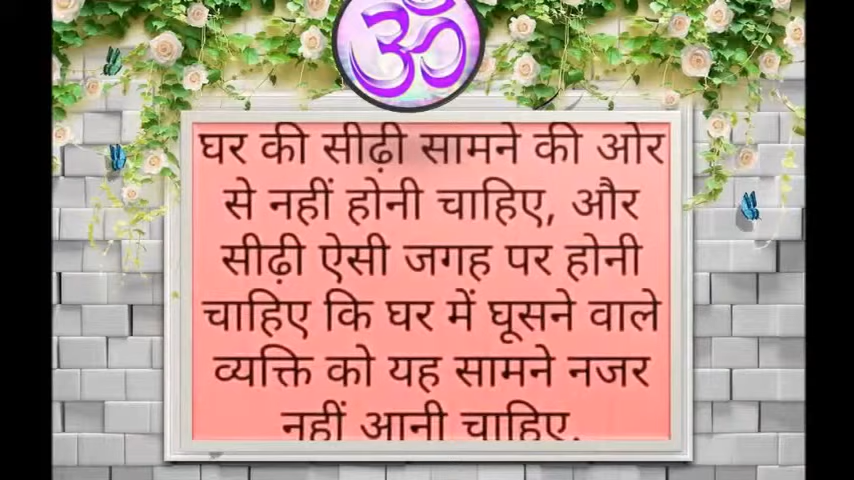 ॐ
घर की सीढ़ी सामने की ओर
से नहीं होनी चाहिए, और
सीढ़ी ऐसी जगह पर होनी
चाहिए कि घर में घूसने वाले
व्यक्ति को यह सामने नजर
नहीं आनी चाहिए.